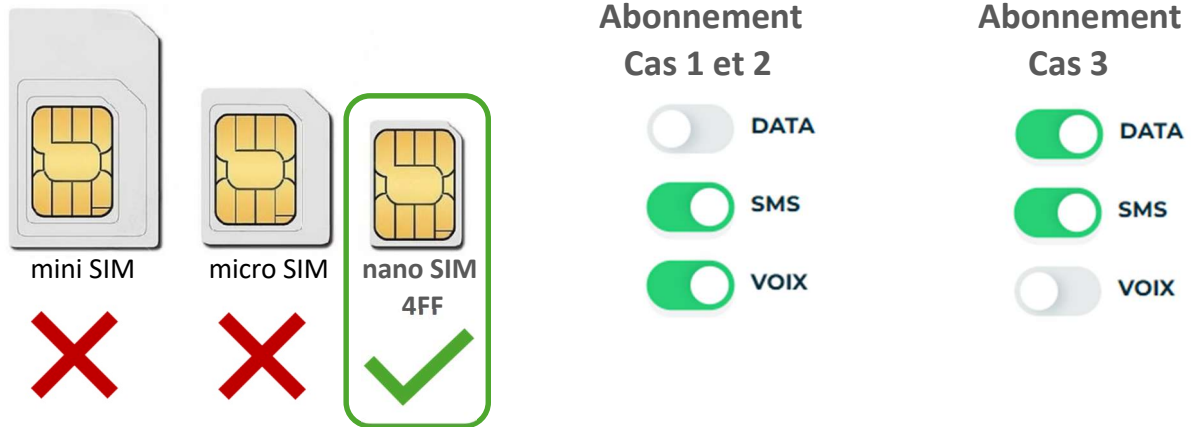 mini SIM
micro SIM
nano SIM
4FF
Abonnement
Cas 1 et 2
DATA
SMS
VOIX
Abonnement
Cas 3
DATA
SMS
VOIX